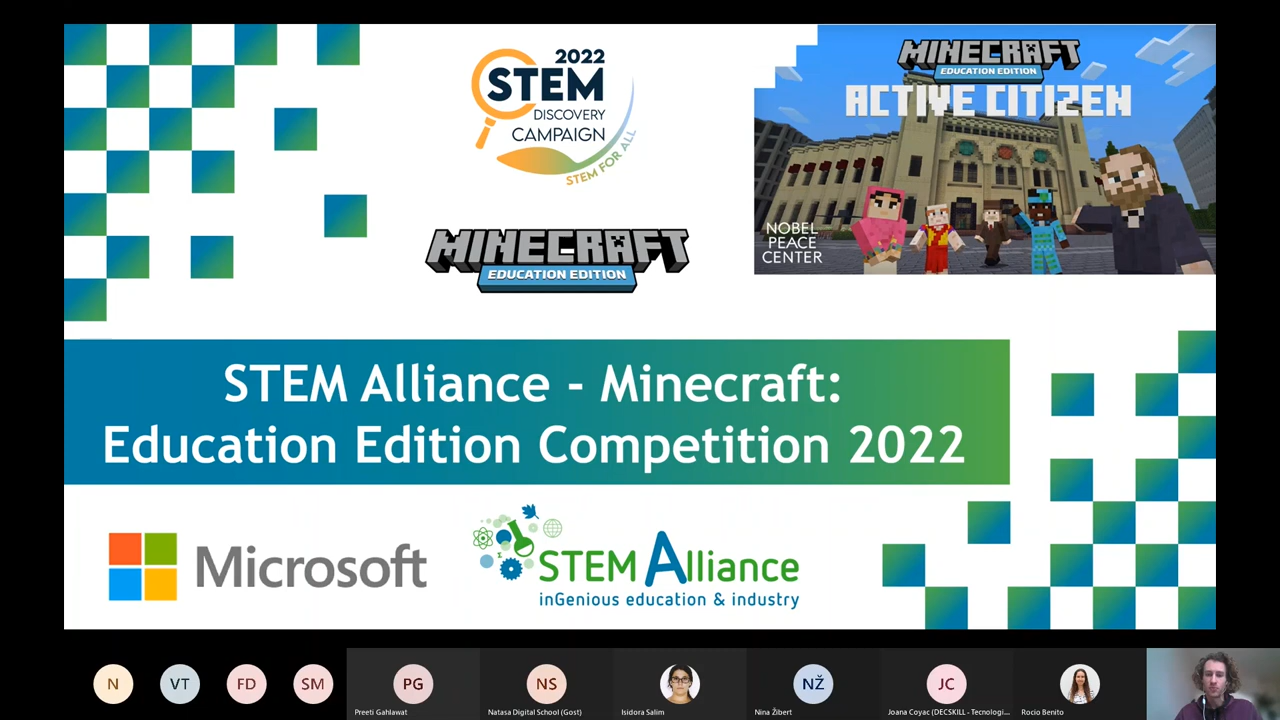 2022
STEM
DISCOVERY
CAMPAIGN
STEM FOR ALL
MINECRAFT
EDUCATION EDITION
ACTIVE CITIZEN
NOBEL
PEACE
CENTER
MINECRAFT
EDUCATION EDITION
STEM Alliance - Minecraft:
Education Edition Competition 2022
Microsoft
STEM Alliance
inGenious education & industry
N
VT
FD
SM
PG
Preeti Gahlawat
NS
Natasa Digital School (Gost)
Isidora Salim
NŽ
Nina Žibert
JC
Joana Coyac (DECSKILL - Tecnologi...
Rocio Benito